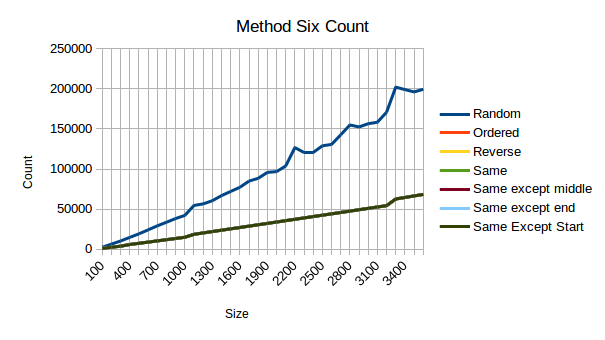 Method Six Count
250000
200000
150000
100000
50000
0
Count
100 400 700 1000 1300 1600 1900 2200 2500 2800 3100 3400
Size
Random
Ordered
Reverse
Same
Same except middle
Same except end
Same Except Start